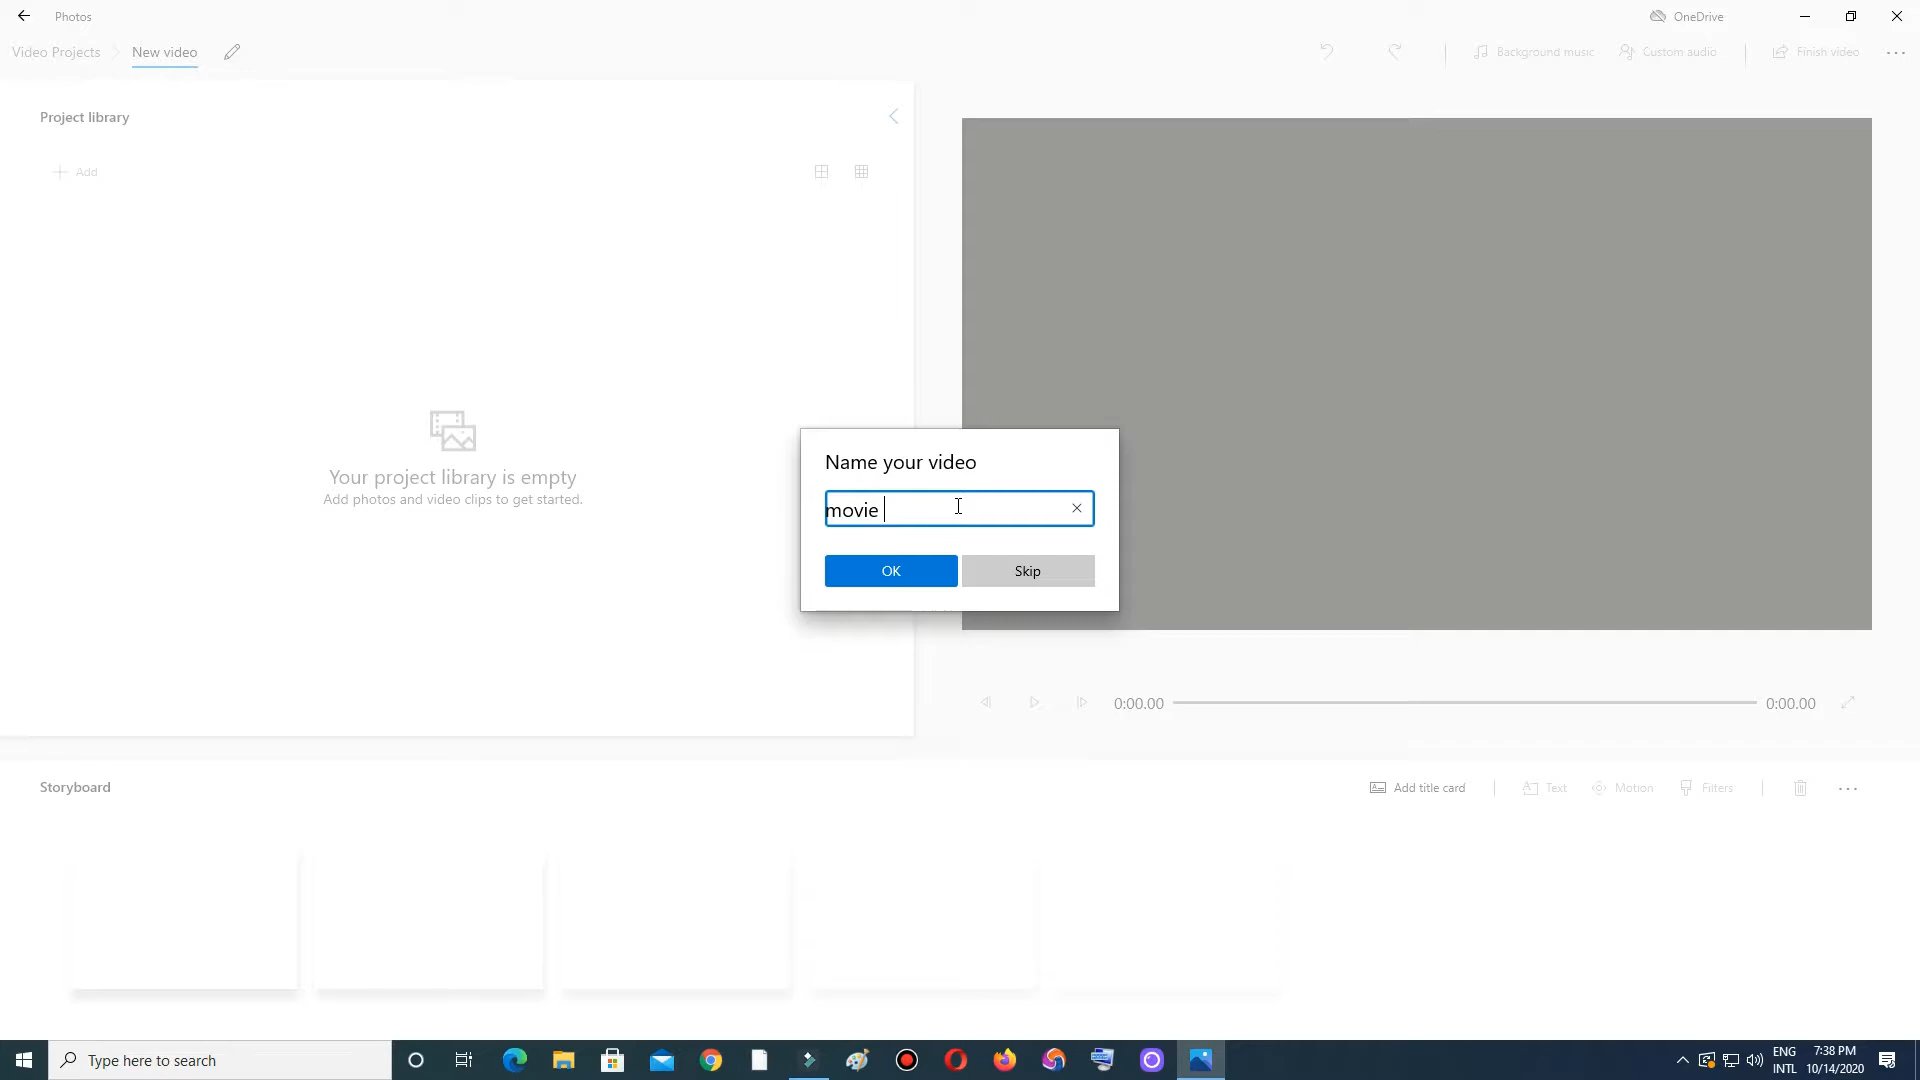 Photos
OneDrive
Video Projects
New video
Background music
Custom audio
Finish video
Project library
Add
Your project library is empty
Add photos and video clips to get started.
Name your video
movie
OK
Skip
0:00.00
0:00.00
Storyboard
Add title card
Text
Motion
Filters
Type here to search
ENG
INTL
7:38 PM
10/14/2020